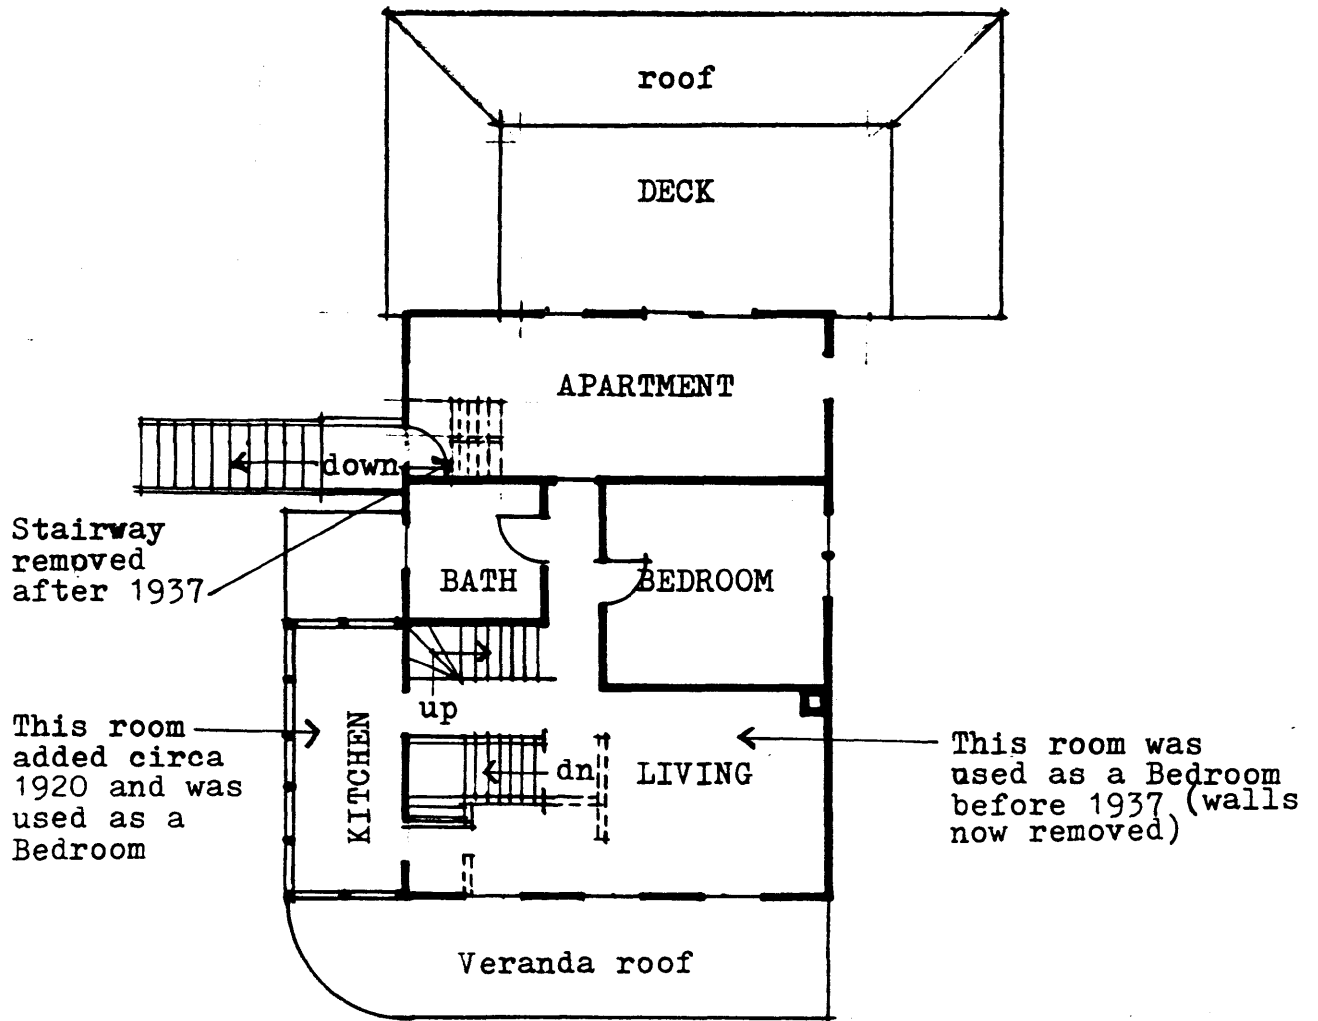 roof
DECK
APARTMENT
down
Stairway
removed
after 1937
BATH
BEDROOM
up
This room
added circa
1920 and was
used as a
Bedroom
KITCHEN
dn
LIVING
This room was
used as a Bedroom
before 1937 (walls
now removed)
Veranda roof